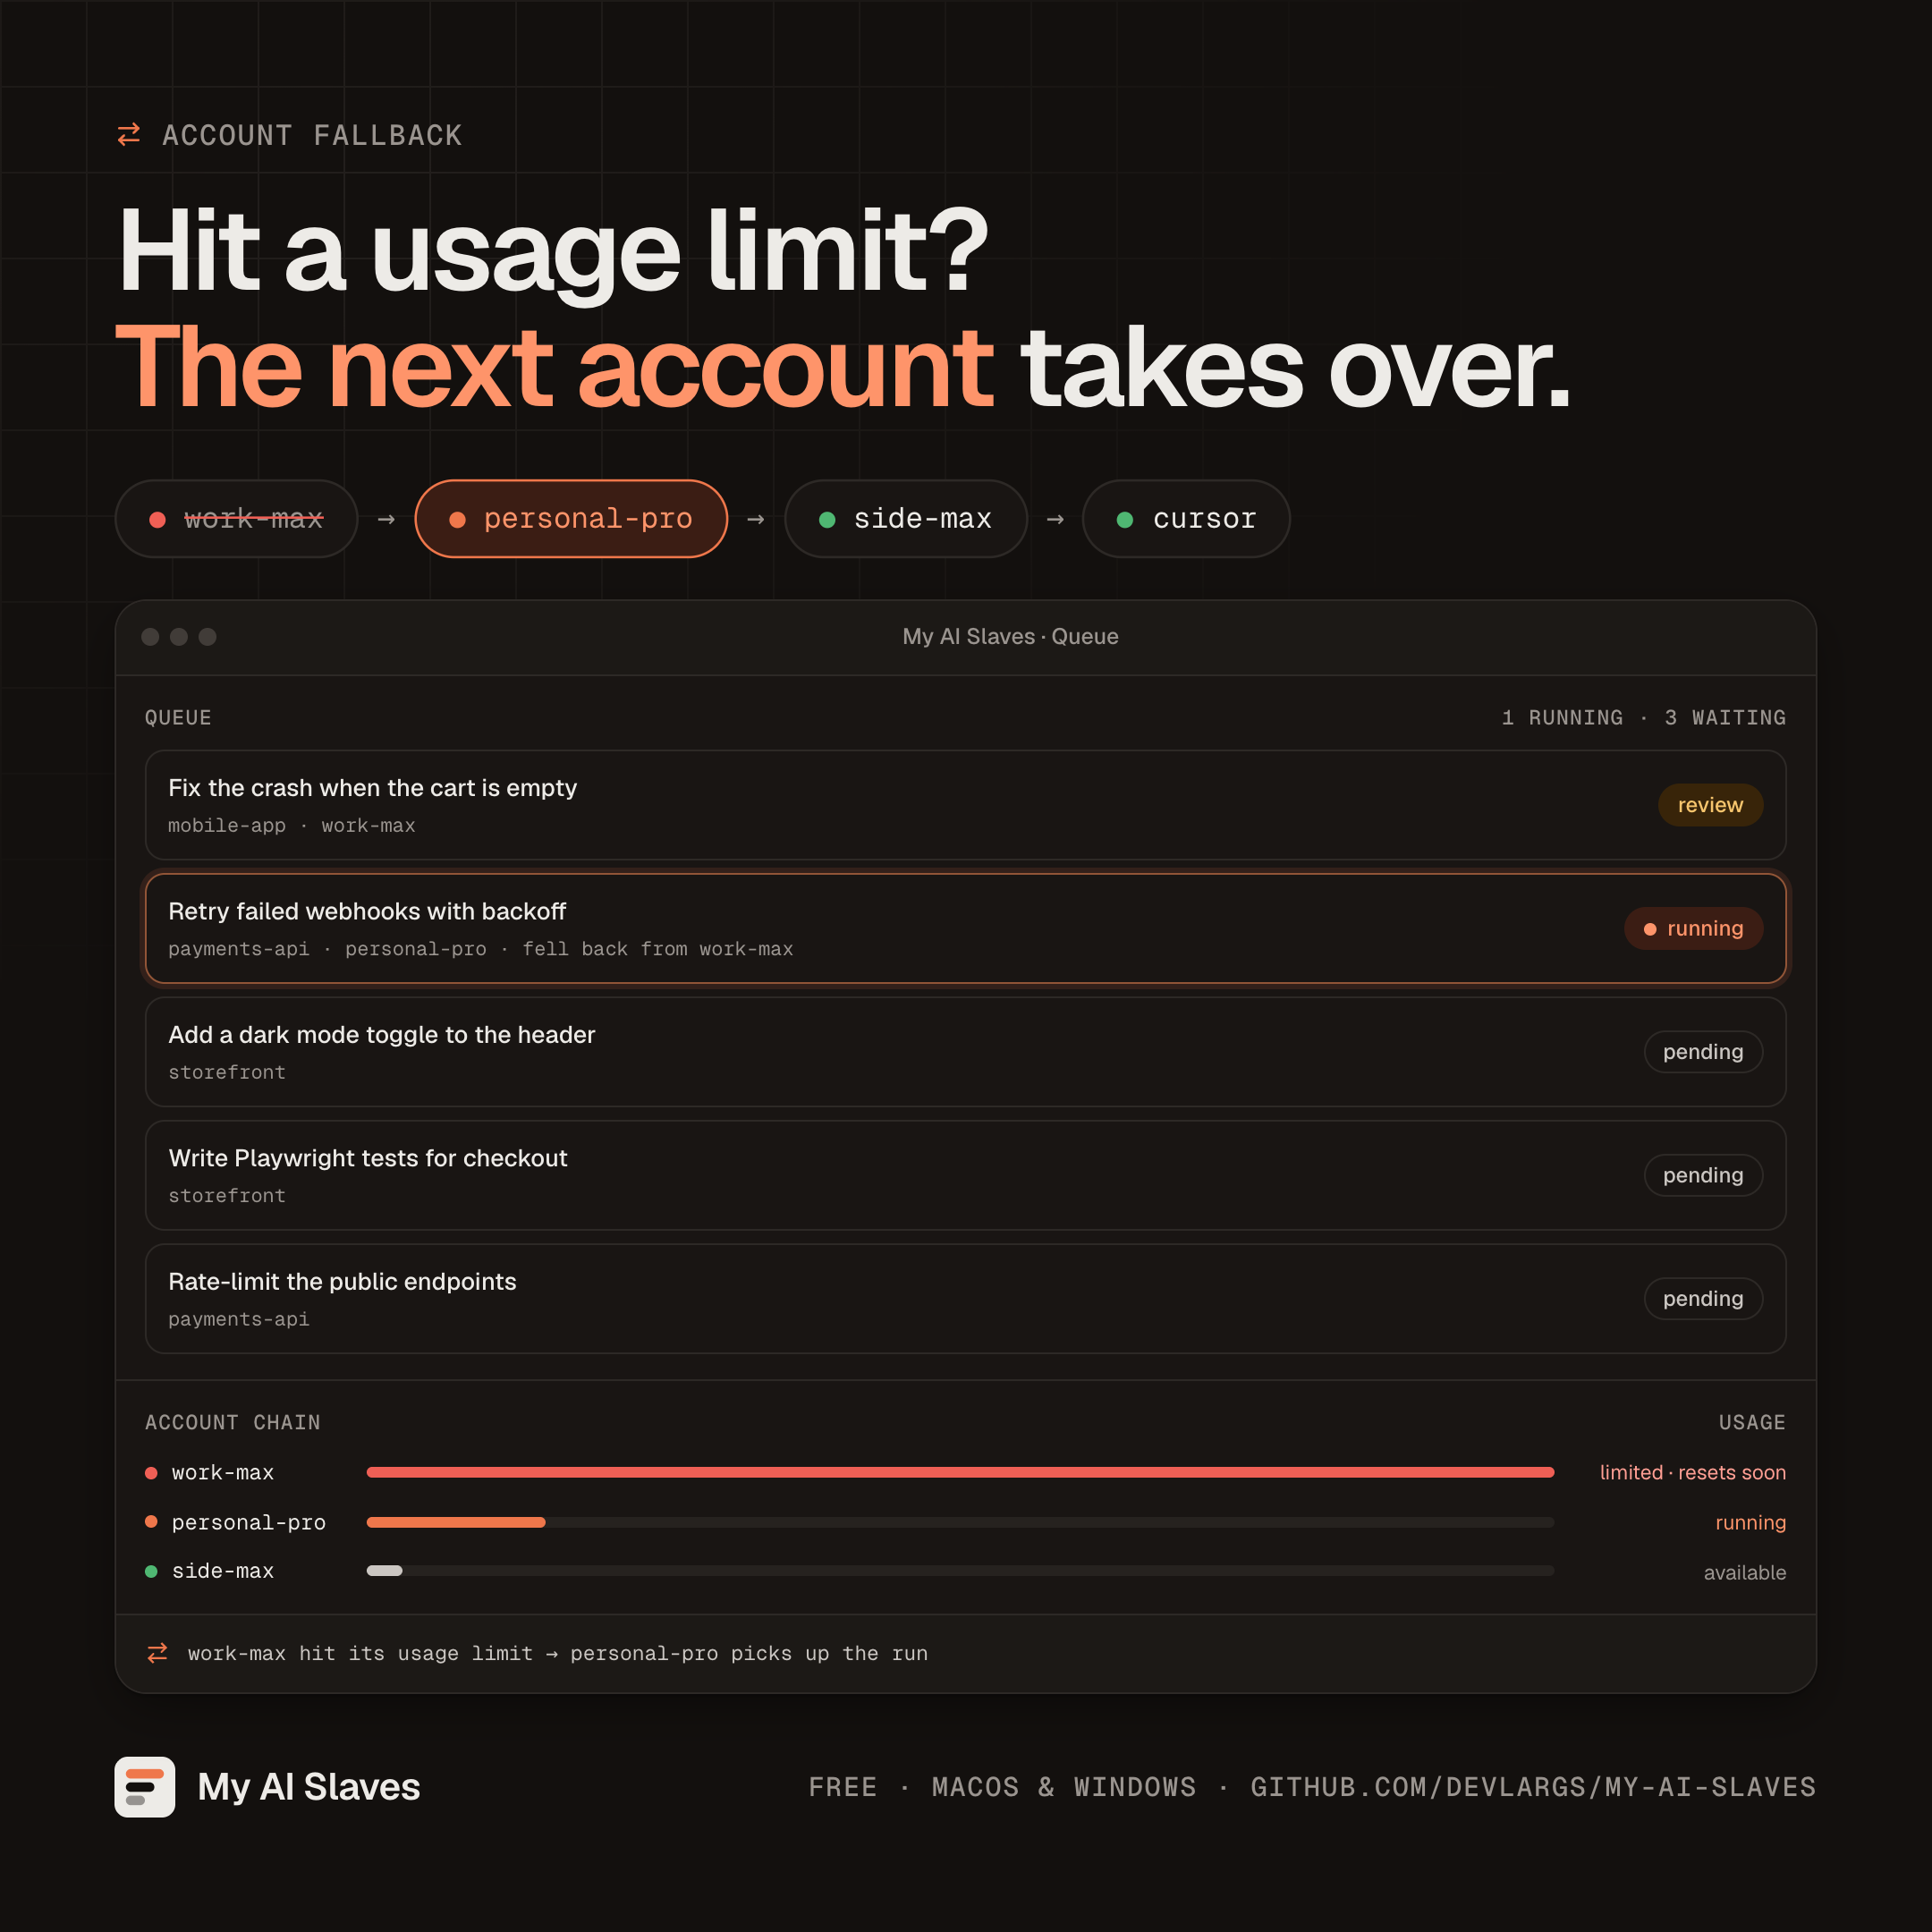 ACCOUNT FALLBACK
Hit a usage limit?
The next account takes over.
work-max → personal-pro → side-max → cursor
My AI Slaves · Queue
QUEUE 1 RUNNING · 3 WAITING
Fix the crash when the cart is empty
mobile-app · work-max
review
Retry failed webhooks with backoff
payments-api · personal-pro · fell back from work-max
running
Add a dark mode toggle to the header
storefront
pending
Write Playwright tests for checkout
storefront
pending
Rate-limit the public endpoints
payments-api
pending
ACCOUNT CHAIN USAGE
work-max limited · resets soon
personal-pro running
side-max available
work-max hit its usage limit → personal-pro picks up the run
My AI Slaves
FREE · MACOS & WINDOWS · GITHUB.COM/DEVLARGS/MY-AI-SLAVES